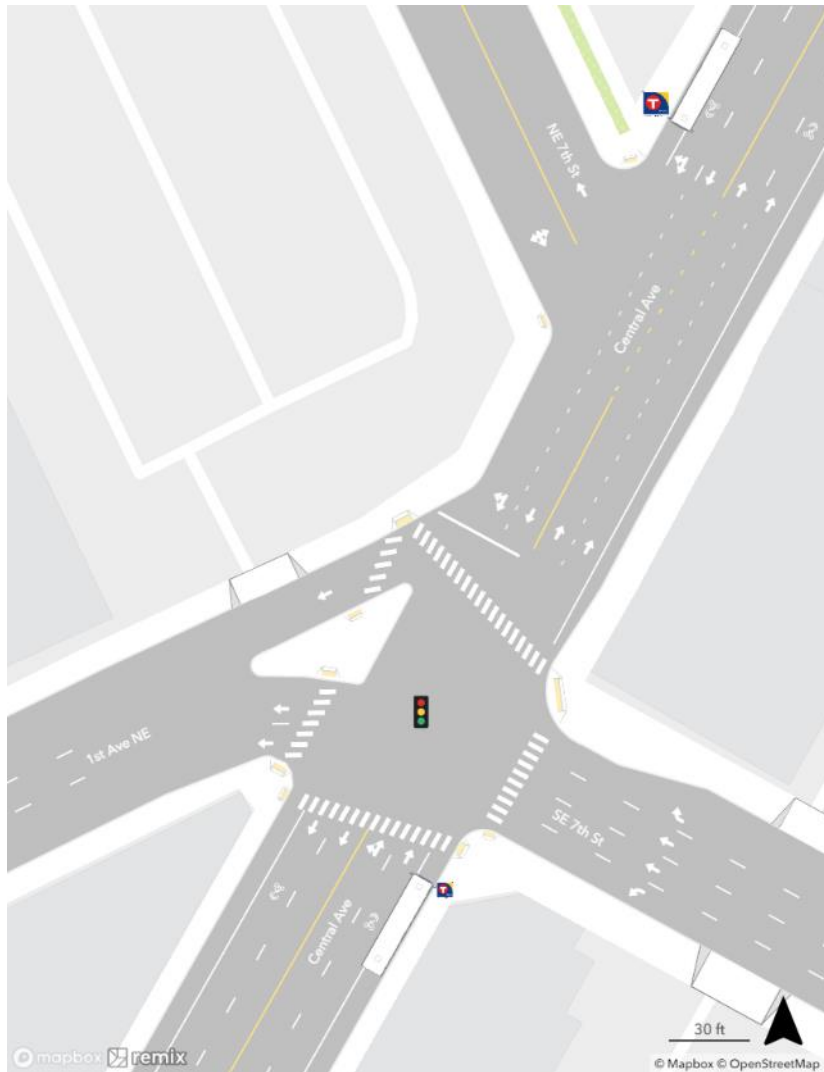 T
NE 7th St
Central Ave
1st Ave NE
SE 7th St
T
Central Ave
30 ft
mapbox remix
© Mapbox © OpenStreetMap